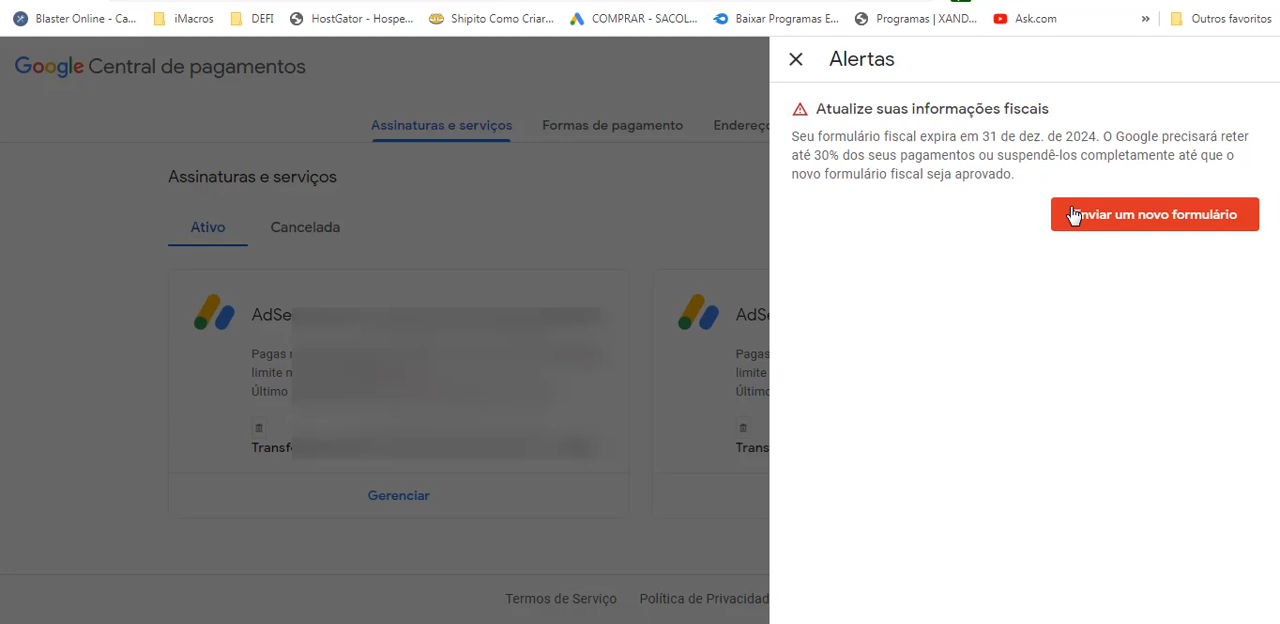 Blaster Online - Ca... iMacros DEFI HostGator - Hospe... Shipito Como Criar... COMPRAR - SACOL... Baixar Programas E... Programas | XAND... Ask.com » Outros favoritos
Google Central de pagamentos
Assinaturas e serviços Formas de pagamento
Assinaturas e serviços
Ativo Cancelada
AdSe
Pagas
limite
Último
Transf
Gerenciar
AdSe
Pagas
limite
Último
Trans
Termos de Serviço Política de Privacidad
Alertas
Atualize suas informações fiscais
Seu formulário fiscal expira em 31 de dez. de 2024. O Google precisará reter
até 30% dos seus pagamentos ou suspendê-los completamente até que o
novo formulário fiscal seja aprovado.
Enviar um novo formulário